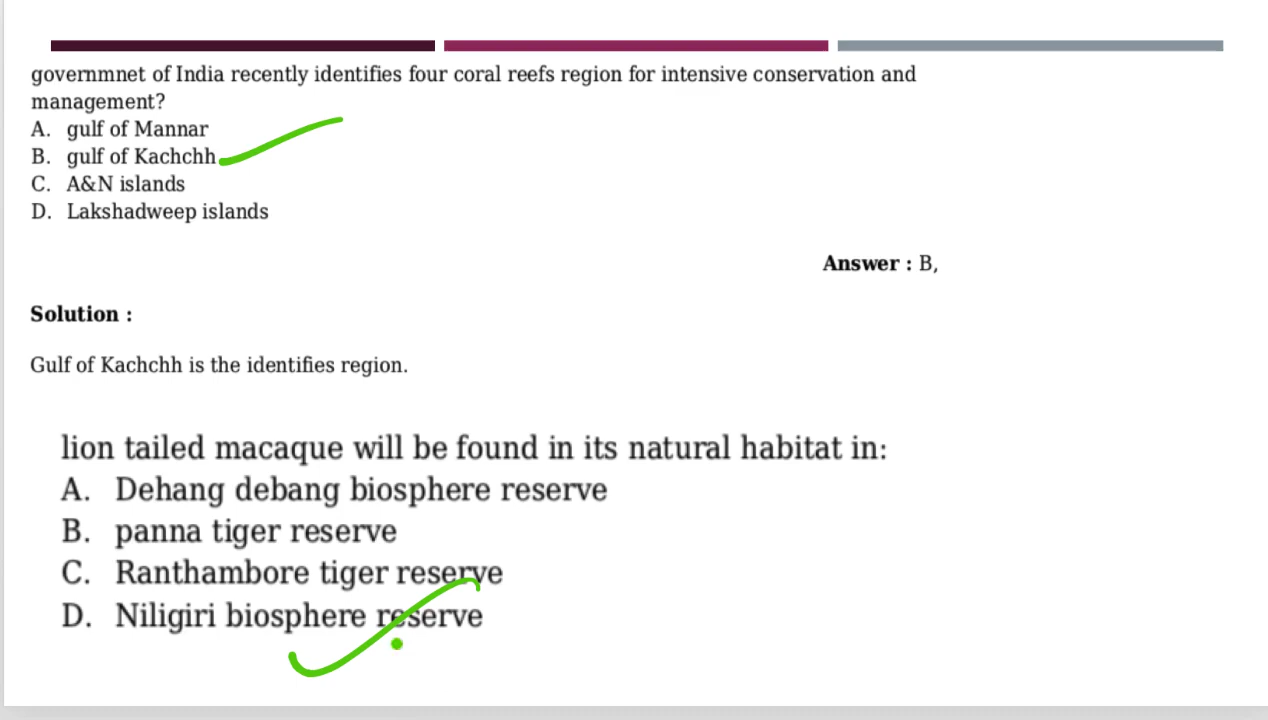 governmnet of India recently identifies four coral reefs region for intensive conservation and
management?
A. gulf of Mannar
B. gulf of Kachchh
C. A&N islands
D. Lakshadweep islands
Answer : B,
Solution :
Gulf of Kachchh is the identifies region.
lion tailed macaque will be found in its natural habitat in:
A. Dehang debang biosphere reserve
B. panna tiger reserve
C. Ranthambore tiger reserve
D. Niligiri biosphere reserve